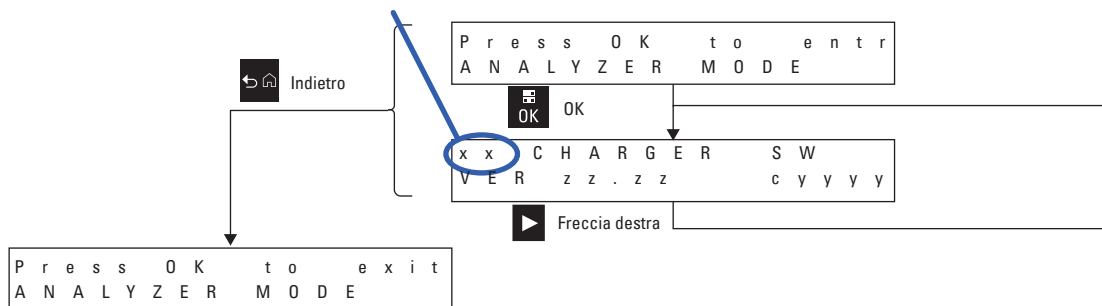 Press OK to entr
ANALYZER MODE
Indietro
OK
OK
xx CHARGER SW
VER zz.zz cyyyy
Freccia destra
Press OK to exit
ANALYZER MODE